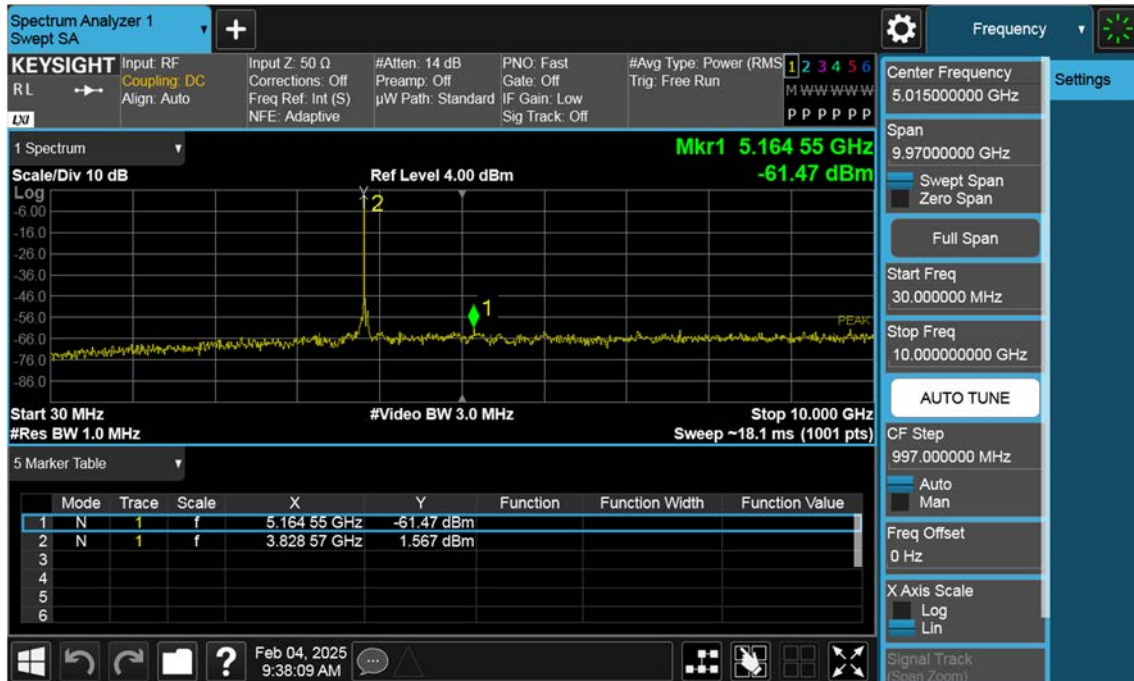 Spectrum Analyzer 1
Swept SA
+
Frequency
KEYSIGHT
RL
LXI
Input: RF
Coupling: DC
Align: Auto
Input Z: 50 Ω
Corrections: Off
Freq Ref: Int (S)
NFE: Adaptive
#Atten: 14 dB
Preamp: Off
µW Path: Standard
PNO: Fast
Gate: Off
IF Gain: Low
Sig Track: Off
#Avg Type: Power (RMS
Trig: Free Run
1 2 3 4 5 6
M W W W W W
P P P P P P
Center Frequency
5.015000000 GHz
Settings
Span
9.97000000 GHz
Swept Span
Zero Span
Full Span
Start Freq
30.000000 MHz
Stop Freq
10.000000000 GHz
AUTO TUNE
CF Step
997.000000 MHz
Auto
Man
Freq Offset
0 Hz
X Axis Scale
Log
Lin
Signal Track
(Span Zoom)
1 Spectrum
Mkr1 5.164 55 GHz
-61.47 dBm
Scale/Div 10 dB
Ref Level 4.00 dBm
Log
-6.00
-16.0
-26.0
-36.0
-46.0
-56.0
-66.0
-76.0
-86.0
2
1
PEAK
Start 30 MHz
#Video BW 3.0 MHz
Stop 10.000 GHz
#Res BW 1.0 MHz
Sweep ~18.1 ms (1001 pts)
5 Marker Table
Mode Trace Scale X Y Function Function Width Function Value
1 N 1 f 5.164 55 GHz -61.47 dBm
2 N 1 f 3.828 57 GHz 1.567 dBm
3
4
5
6
?
Feb 04, 2025
9:38:09 AM